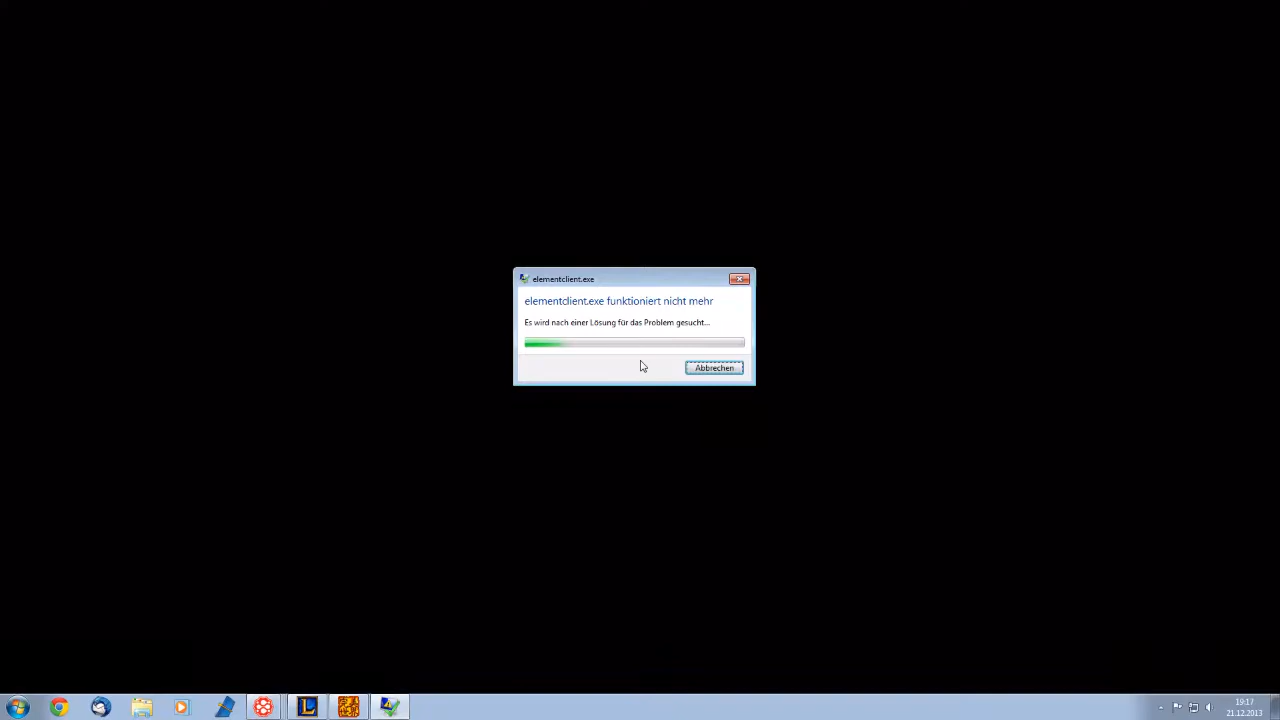 elementclient.exe
elementclient.exe funktioniert nicht mehr
Es wird nach einer Lösung für das Problem gesucht...
Abbrechen
19:17
21.12.2013